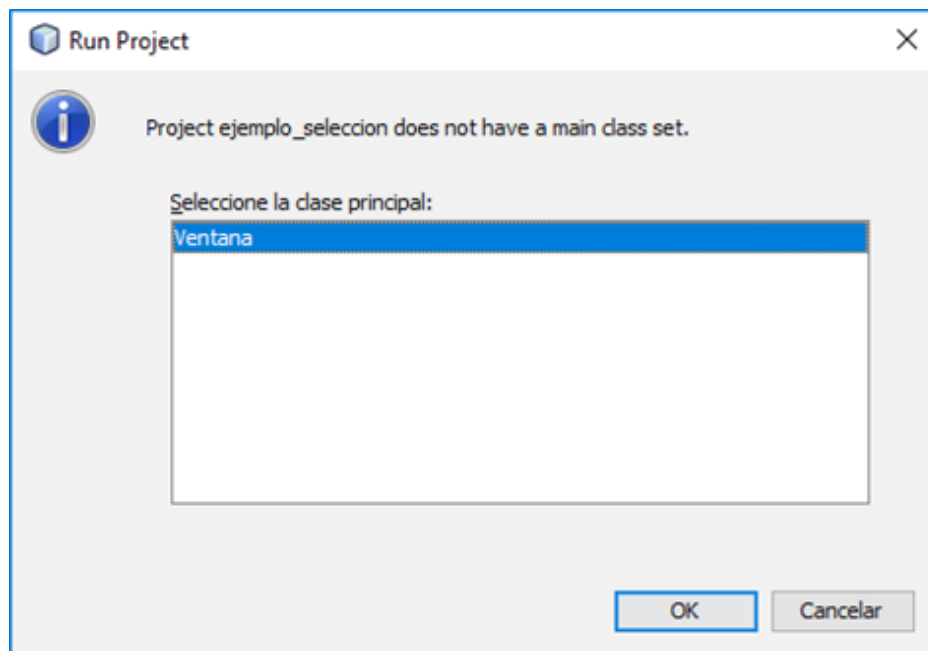 Run Project
Project ejemplo_seleccion does not have a main class set.
Seleccione la clase principal:
Ventana
OK Cancelar